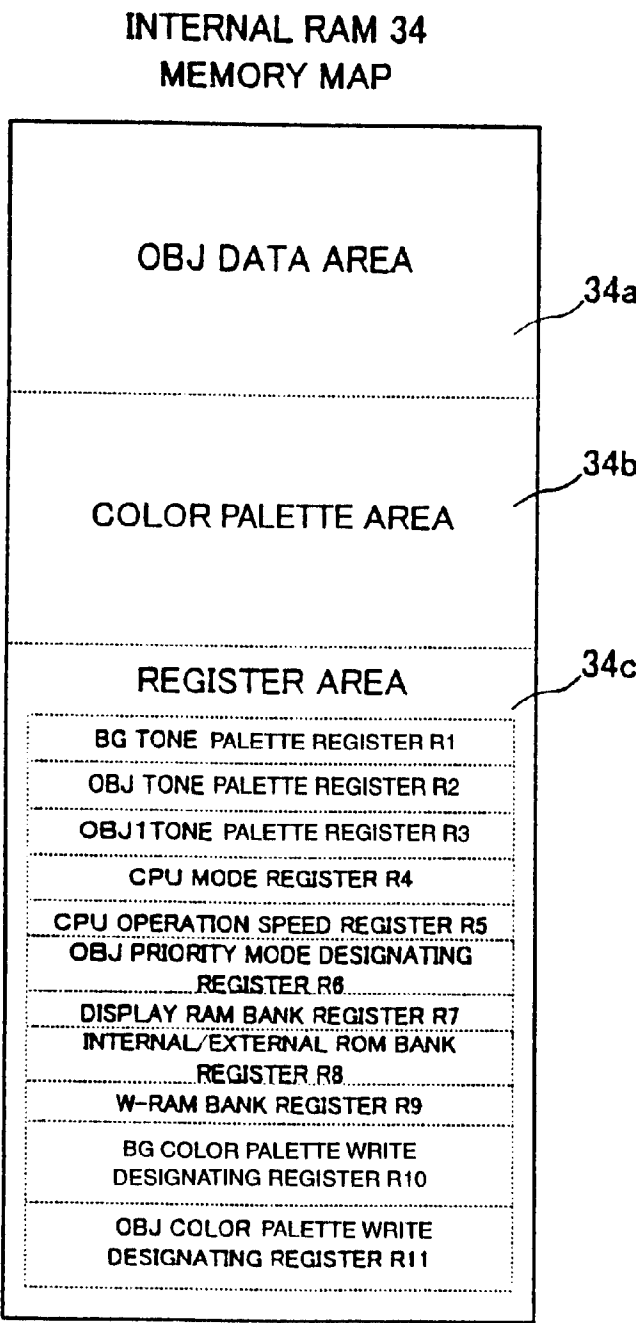 INTERNAL RAM 34
MEMORY MAP
OBJ DATA AREA
34a
34b
COLOR PALETTE AREA
34c
REGISTER AREA
BG TONE PALETTE REGISTER R1
OBJ TONE PALETTE REGISTER R2
OBJ1TONE PALETTE REGISTER R3
CPU MODE REGISTER R4
CPU OPERATION SPEED REGISTER R5
OBJ PRIORITY MODE DESIGNATING
REGISTER R6
DISPLAY RAM BANK REGISTER R7
INTERNAL/EXTERNAL ROM BANK
REGISTER R8
W-RAM BANK REGISTER R9
BG COLOR PALETTE WRITE
DESIGNATING REGISTER R10
OBJ COLOR PALETTE WRITE
DESIGNATING REGISTER R11